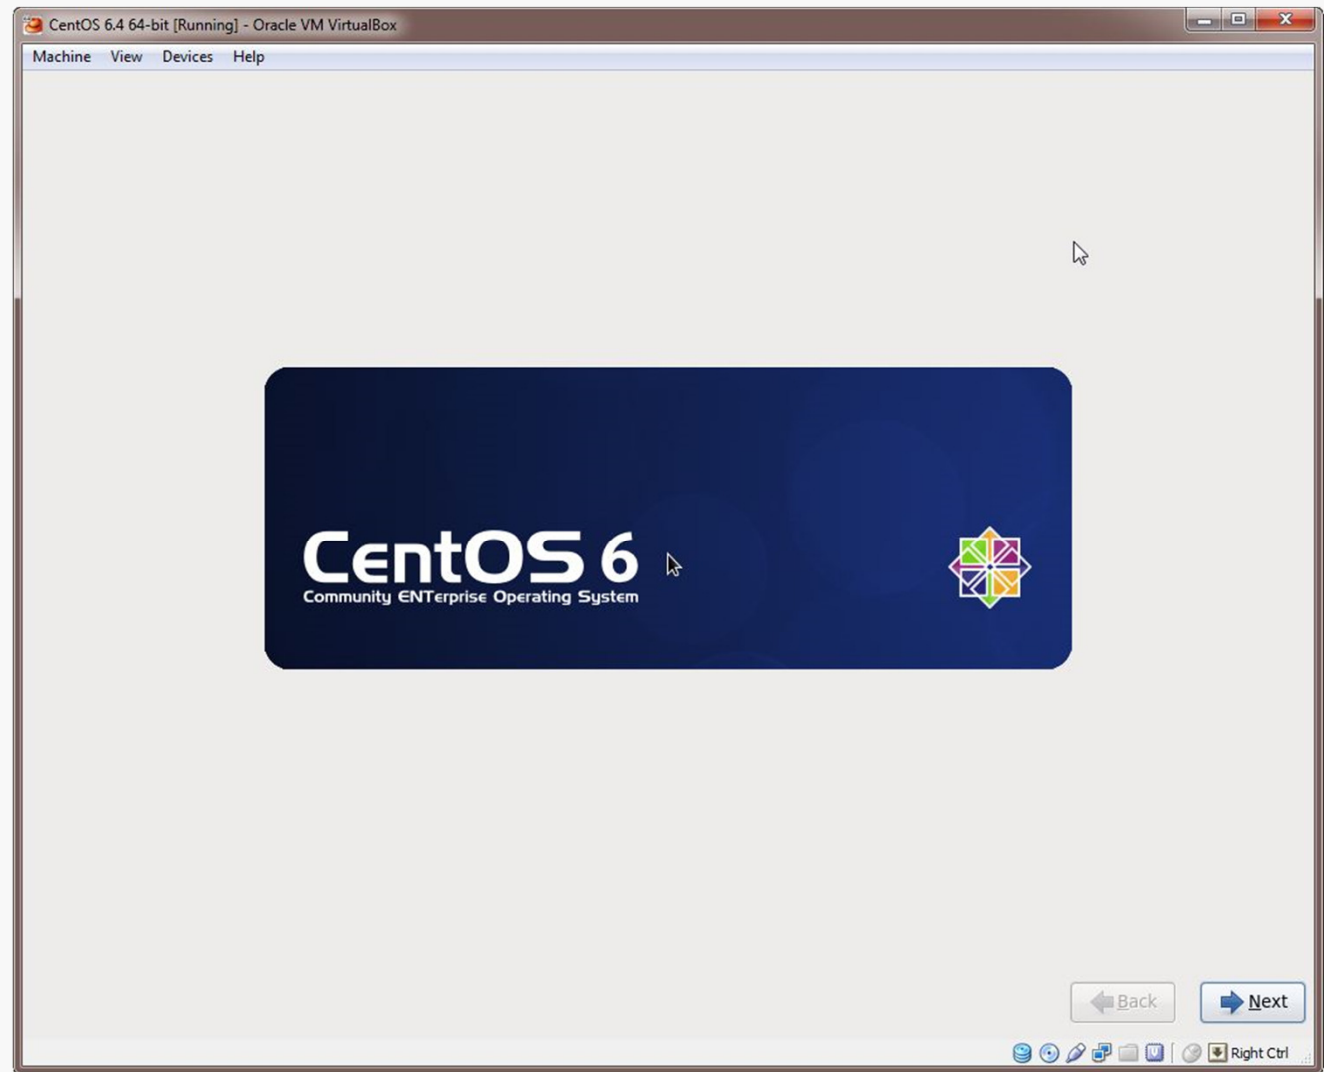 CentOS 6.4 64-bit [Running] - Oracle VM VirtualBox
Machine View Devices Help
CentOS 6
Community ENTerprise Operating System
Back Next
Right Ctrl